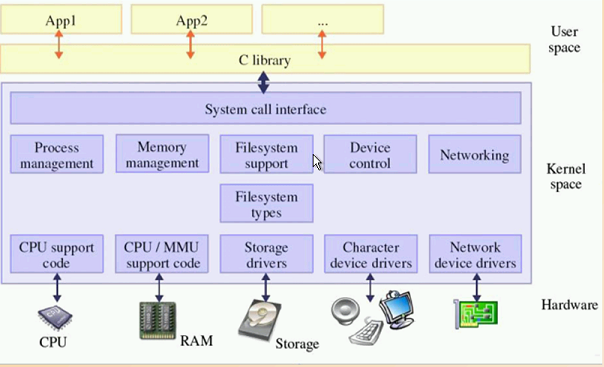 App1
App2
...
User
space
C library
System call interface
Process
management
Memory
management
Filesystem
support
Device
control
Networking
Kernel
space
Filesystem
types
CPU support
code
CPU / MMU
support code
Storage
drivers
Character
device drivers
Network
device drivers
Hardware
CPU
RAM
Storage